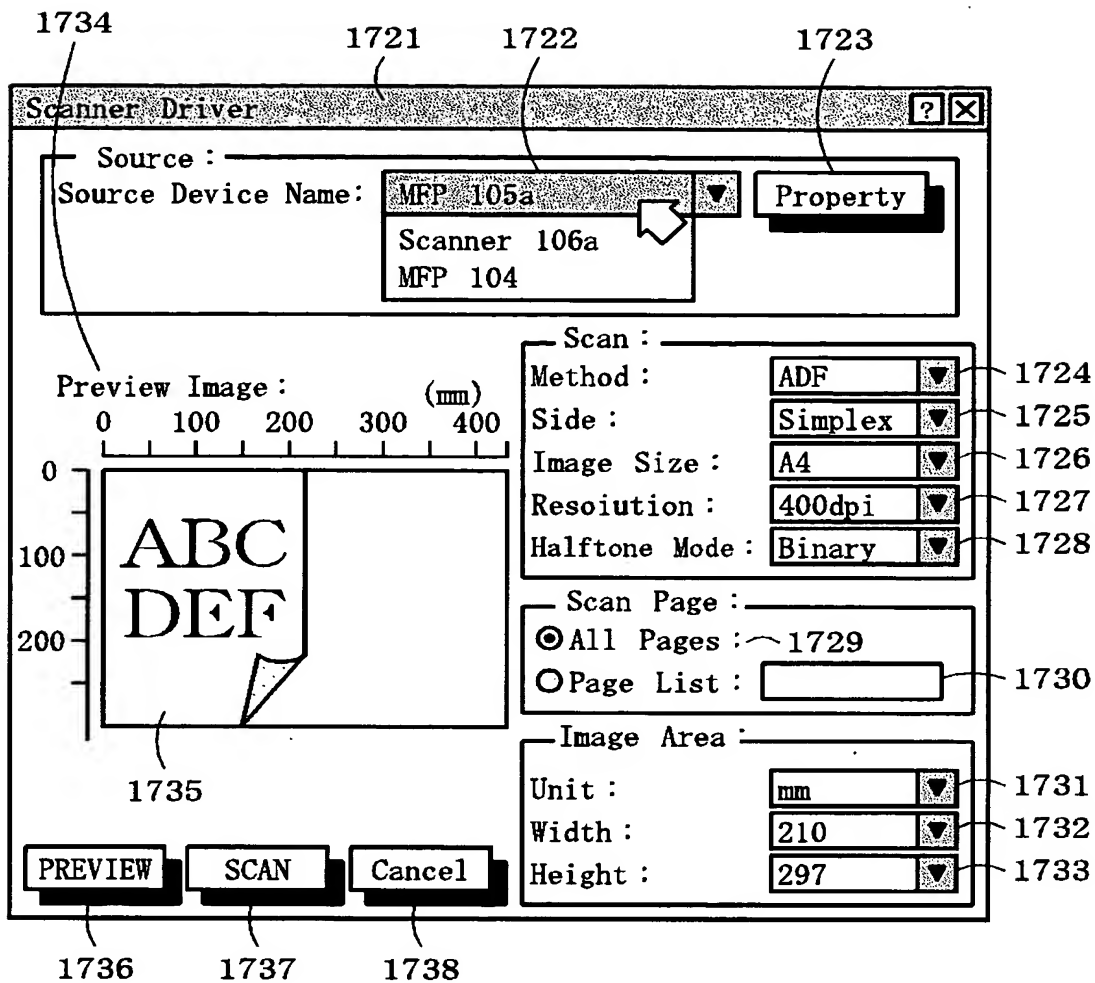 1734
1721 1722 1723
Scanner Driver ? X
Source :
Source Device Name: MFP 105a Property
Scanner 106a
MFP 104
Scan :
Method : ADF 1724
Side : Simplex 1725
Image Size : A4 1726
Resoiution : 400dpi 1727
Halftone Mode : Binary 1728
Preview Image : (mm)
0 100 200 300 400
0
100
200
ABC
DEF
1735
Scan Page :
All Pages : 1729
Page List : 1730
Image Area :
Unit : mm 1731
Width : 210 1732
Height : 297 1733
PREVIEW SCAN Cancel
1736 1737 1738